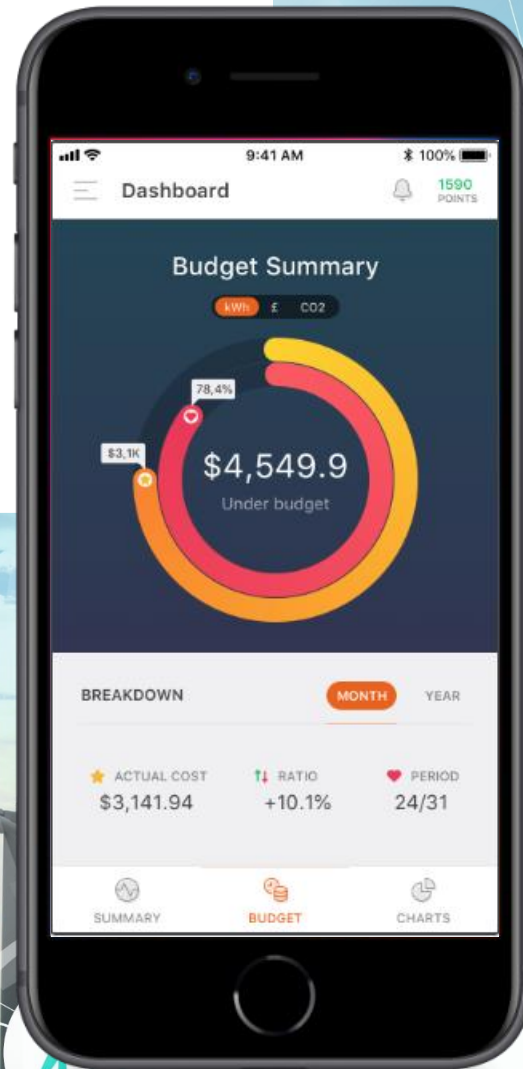 9:41 AM
100%
Dashboard
1590
POINTS
Budget Summary
kWh £ CO2
78,4%
$3,1K
$4,549.9
Under budget
BREAKDOWN
MONTH YEAR
ACTUAL COST RATIO PERIOD
$3,141.94 +10.1% 24/31
SUMMARY BUDGET CHARTS